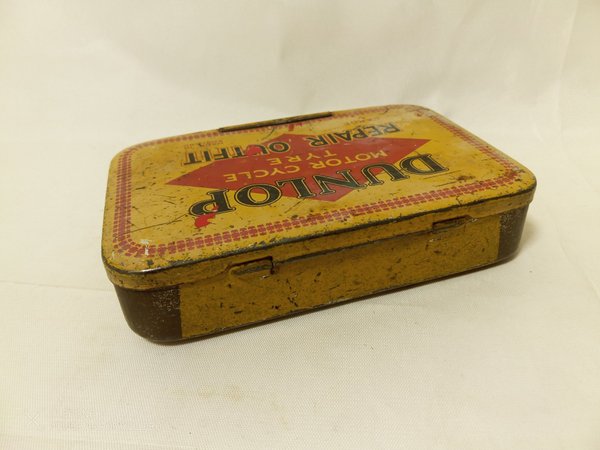 DUNLOP
MOTOR CYCLE
TYRE
REPAIR OUTFIT